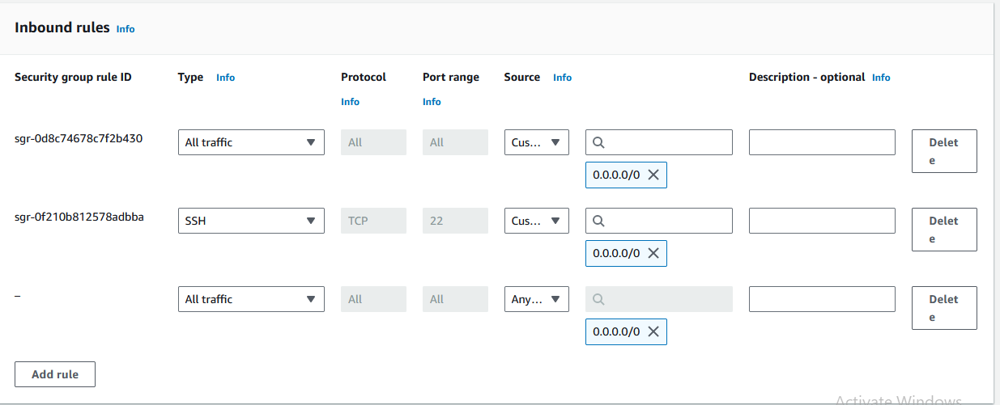 Inbound rules Info
Security group rule ID Type Info Protocol Info Port range Info Source Info Description - optional Info
sgr-0d8c74678c7f2b430 All traffic All All Cus... 0.0.0.0/0 Delete
sgr-0f210b812578adbba SSH TCP 22 Cus... 0.0.0.0/0 Delete
– All traffic All All Any... 0.0.0.0/0 Delete
Add rule
Activate Windows